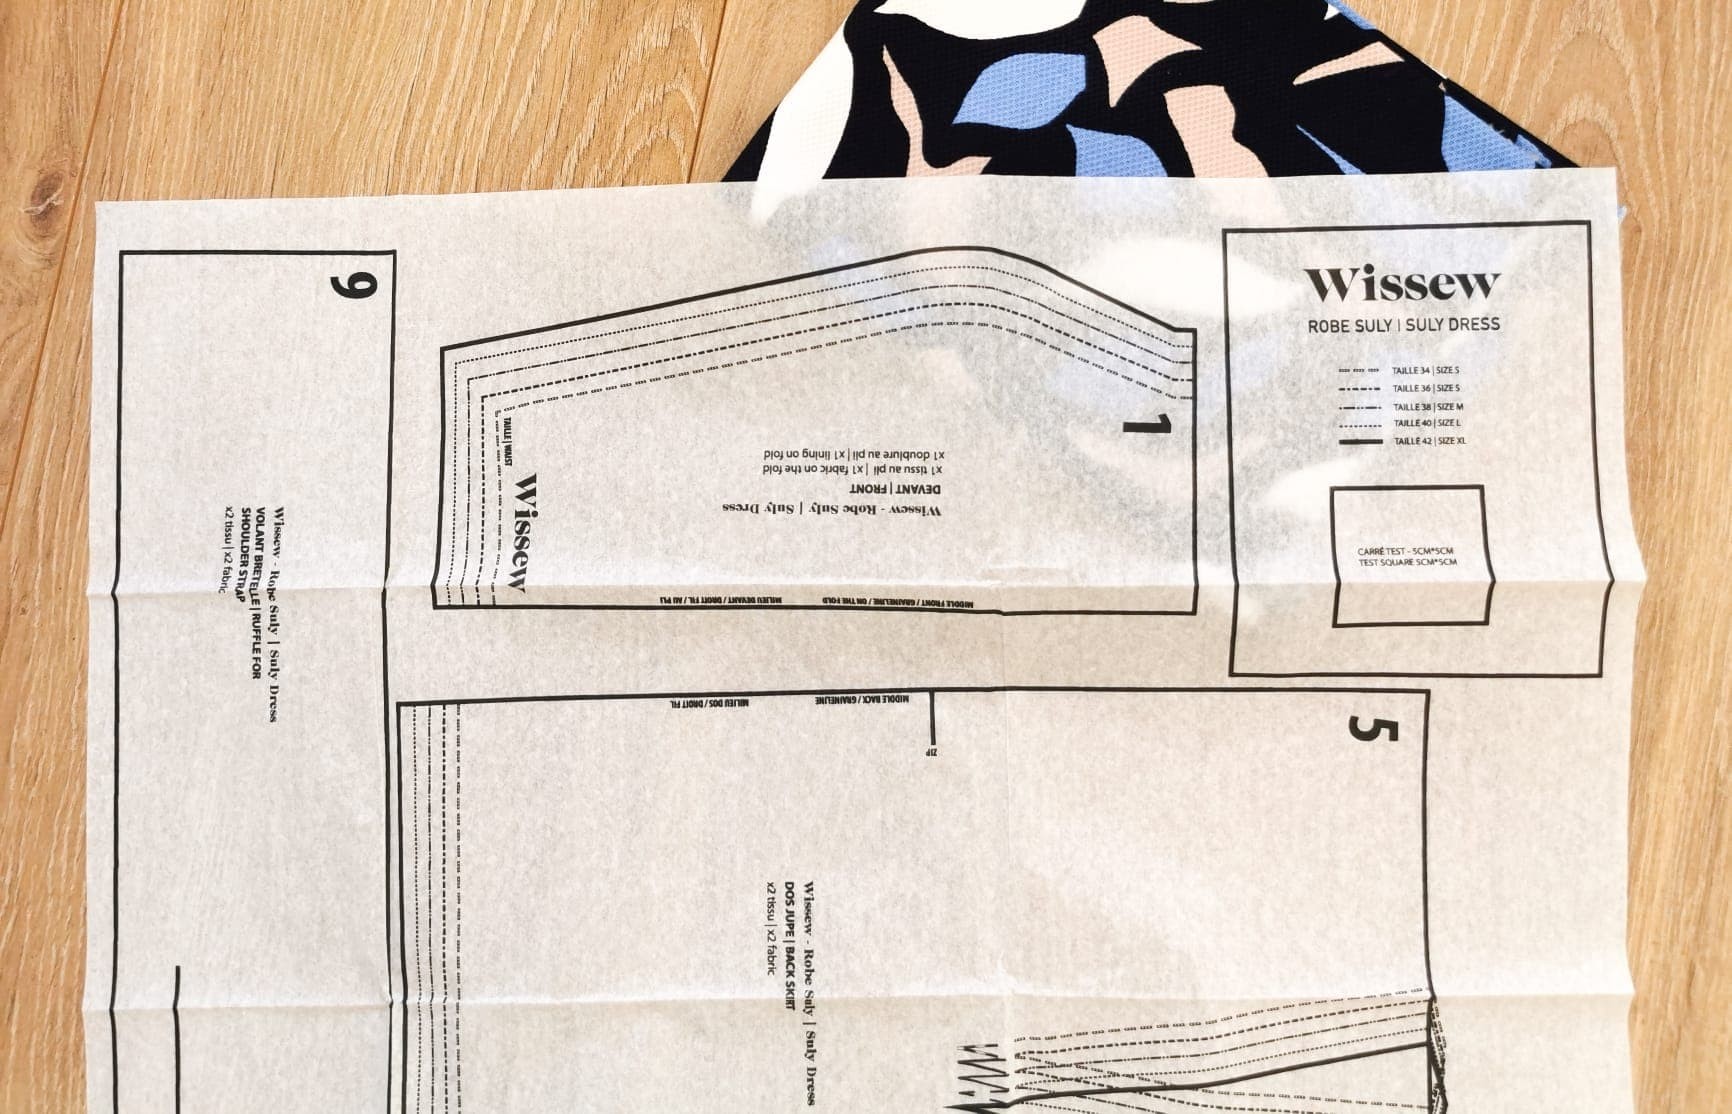 9
Wissew - Robe Suly | Suly Dress
VOLANT BRETELLE | RUFFLE FOR
SHOULDER STRAP
x2 tissu | x2 fabric
1
TAILLE | WAIST
Wissew
Wissew - Robe Suly | Suly Dress
DEVANT | FRONT
x1 tissu au pli | x1 fabric on the fold
x1 doublure au pli | x1 lining on fold
MIDDLE FRONT / GRAINELINE / ON THE FOLD
MILIEU DEVANT / DROIT FIL / AU PLI
Wissew
ROBE SULY | SULY DRESS
TAILLE 34 | SIZE S
TAILLE 36 | SIZE S
TAILLE 38 | SIZE M
TAILLE 40 | SIZE L
TAILLE 42 | SIZE XL
CARRÉ TEST - 5CM*5CM
TEST SQUARE 5CM*5CM
5
MIDDLE BACK / GRAINELINE
MILIEU DOS / DROIT FIL
ZIP
Wissew - Robe Suly | Suly Dress
DOS JUPE | BACK SKIRT
x2 tissu | x2 fabric